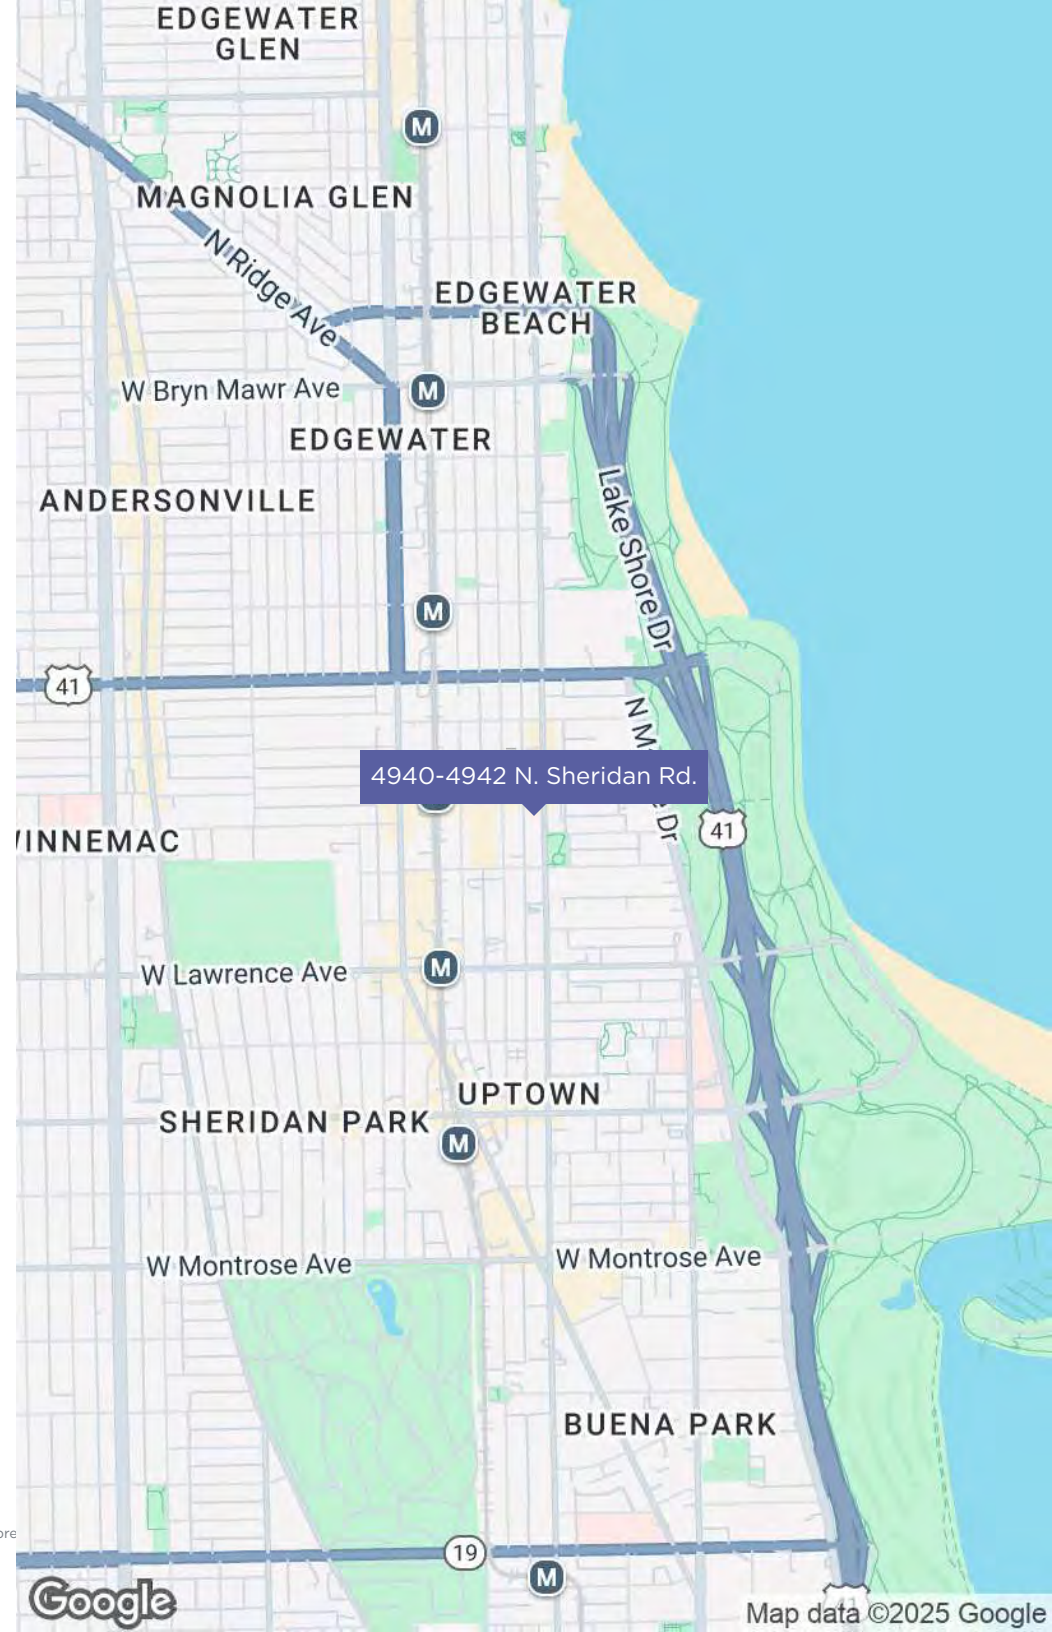 EDGEWATER
GLEN
M
MAGNOLIA GLEN
N Ridge Ave
EDGEWATER
BEACH
W Bryn Mawr Ave
M
EDGEWATER
ANDERSONVILLE
Lake Shore Dr
M
41
N M
4940-4942 N. Sheridan Rd.
Dr
41
W Lawrence Ave
M
UPTOWN
SHERIDAN PARK
M
W Montrose Ave
W Montrose Ave
BUENA PARK
19
M
Google
Map data ©2025 Google